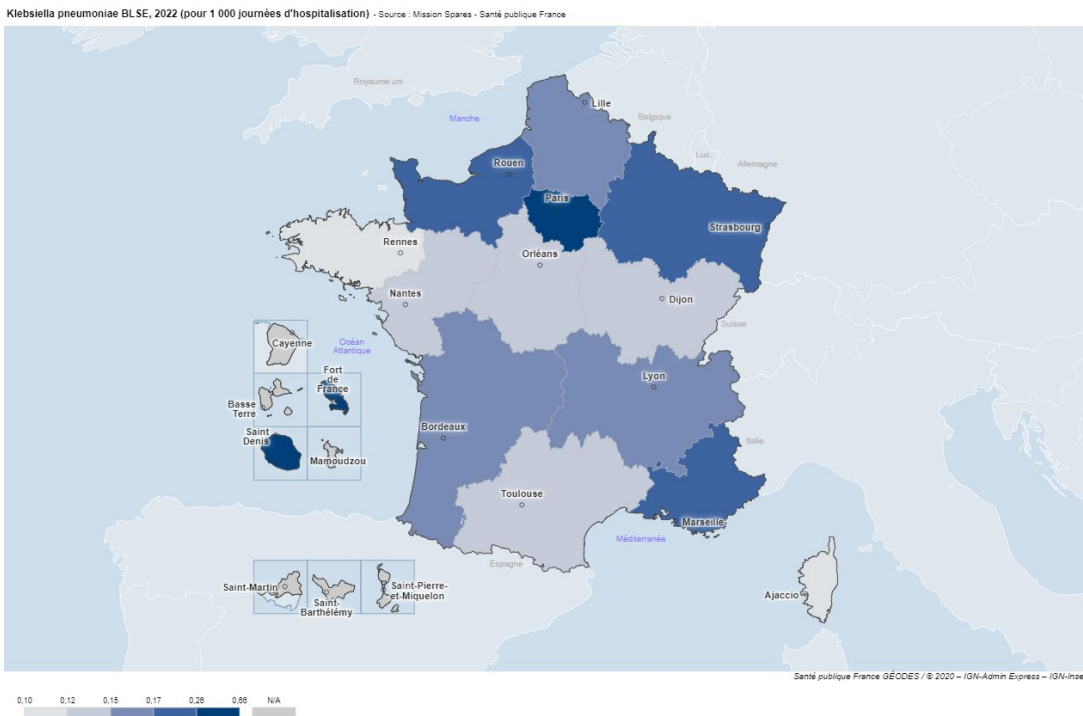 Klebsiella pneumoniae BLSE, 2022 (pour 1 000 journées d'hospitalisation) - Source : Mission Spares - Santé publique France
Royaume uni
Lille
Manche
Belgique
Lux.
Allemagne
Rouen
Paris
Strasbourg
Rennes
Orléans
Nantes
Dijon
Suisse
Cayenne
Océan
Atlantique
Fort
de
France
Lyon
Basse
Terre
Bordeaux
Saint
Denis
Mamoudzou
Italie
Toulouse
Marseille
Méditerranée
Espagne
Saint-Martin
Saint-
Barthélémy
Saint-Pierre-
et-Miquelon
Ajaccio
Santé publique France GÉODES / © 2020 – IGN-Admin Express – IGN-Inse
0,10 0,12 0,15 0,17 0,26 0,66 N/A